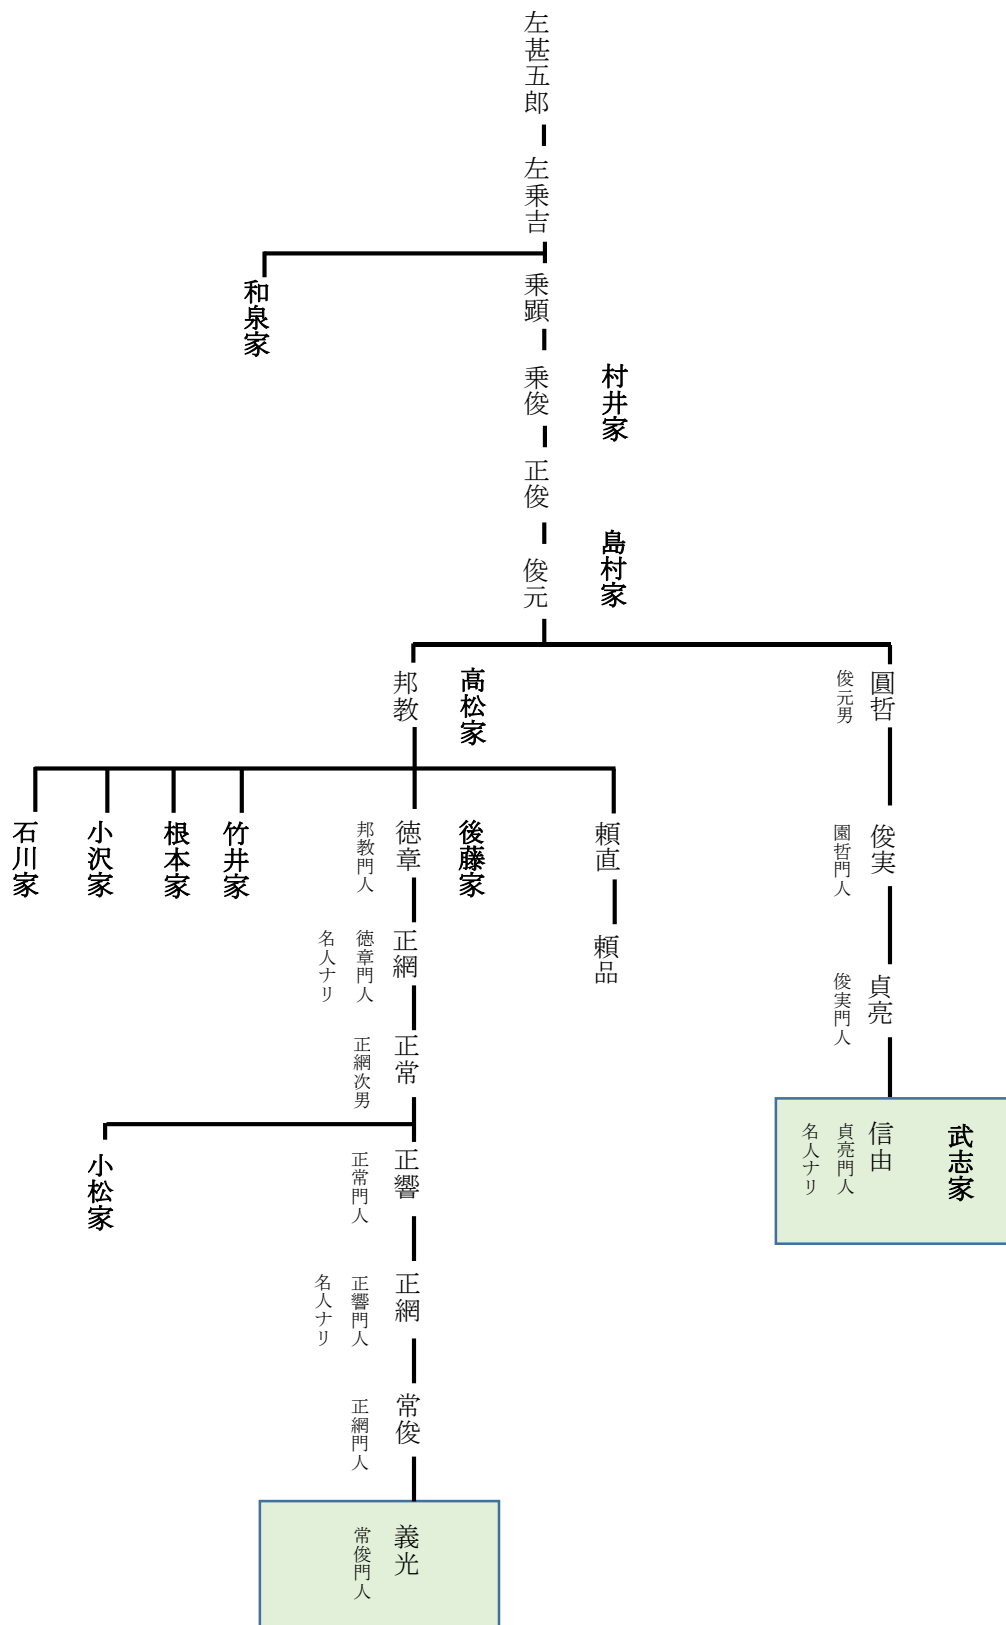 左甚五郎
左乗吉
和泉家
乗顕
村井家
乗俊
正俊
島村家
俊元
圓哲
俊元男
俊実
園哲門人
貞亮
俊実門人
武志家
信由
貞亮門人
名人ナリ
高松家
邦教
頼直
頼品
後藤家
徳章
邦教門人
竹井家
根本家
小沢家
石川家
正網
徳章門人
名人ナリ
正常
正網次男
小松家
正響
正常門人
正網
正響門人
名人ナリ
常俊
正網門人
義光
常俊門人